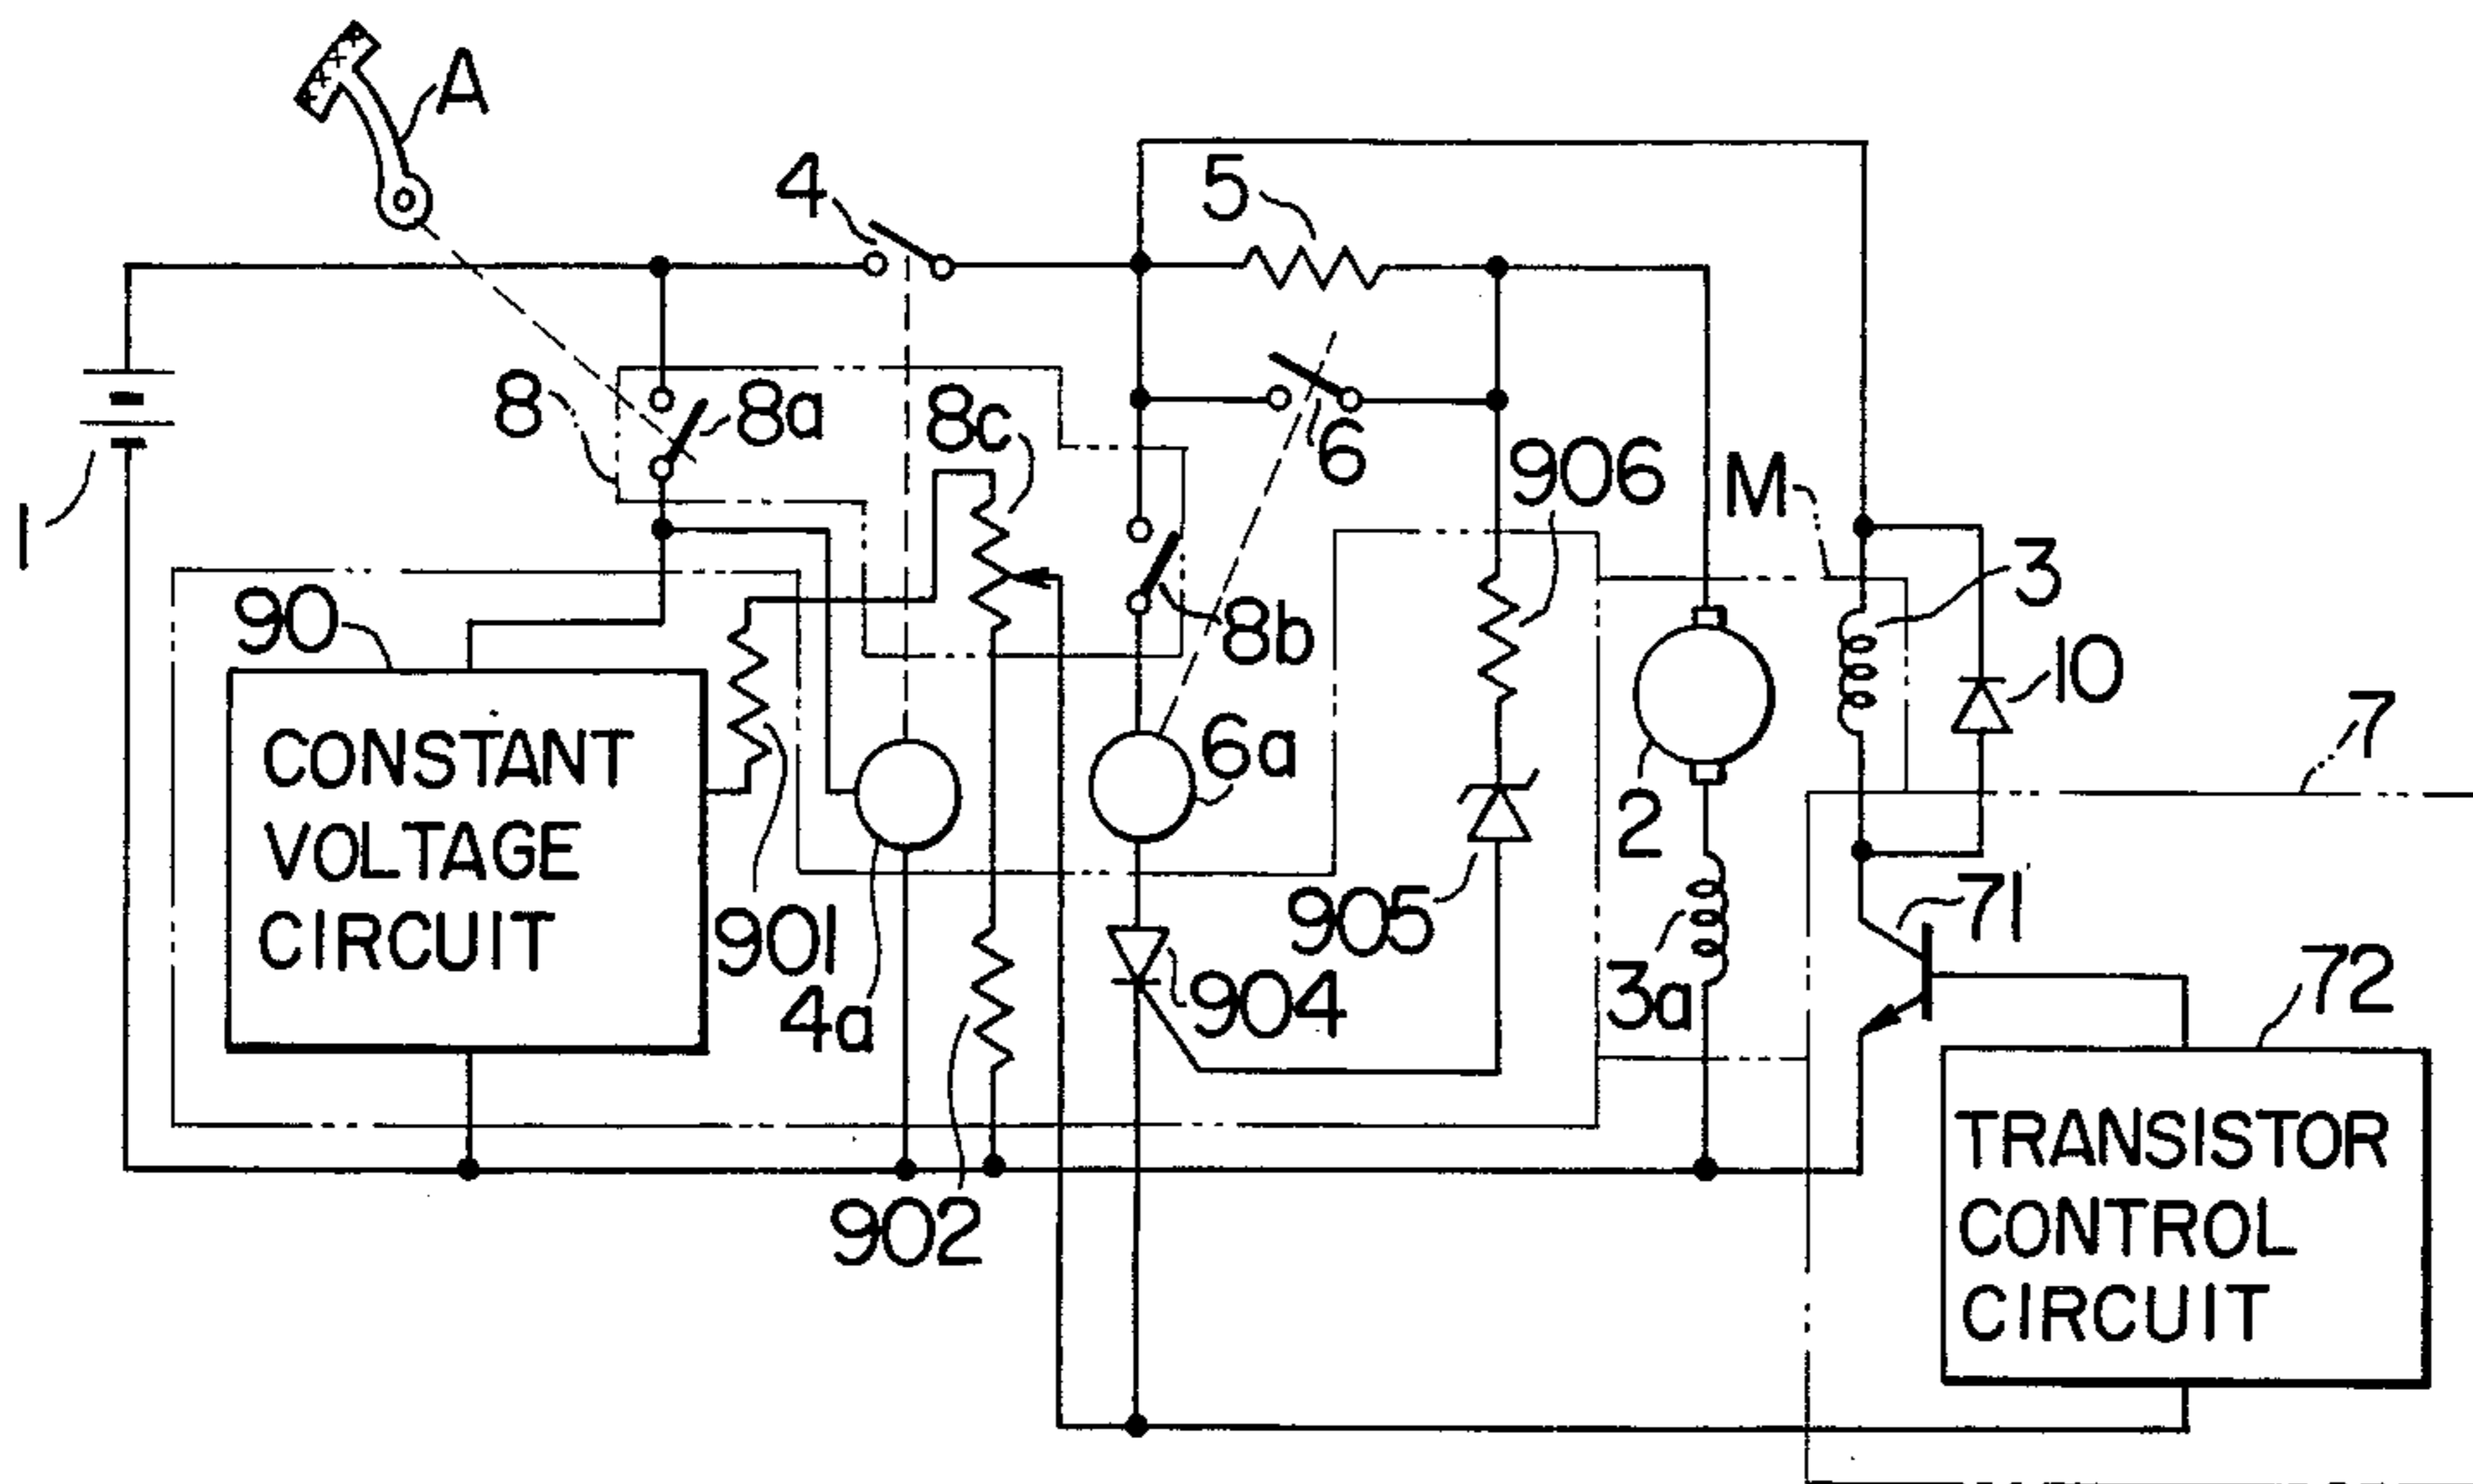 A
4
5
8
8a
8c
6
906
M
3
1
90
8b
10
6a
7
CONSTANT
VOLTAGE
CIRCUIT
2
905
71
901
904
3a
72
4a
902
TRANSISTOR
CONTROL
CIRCUIT